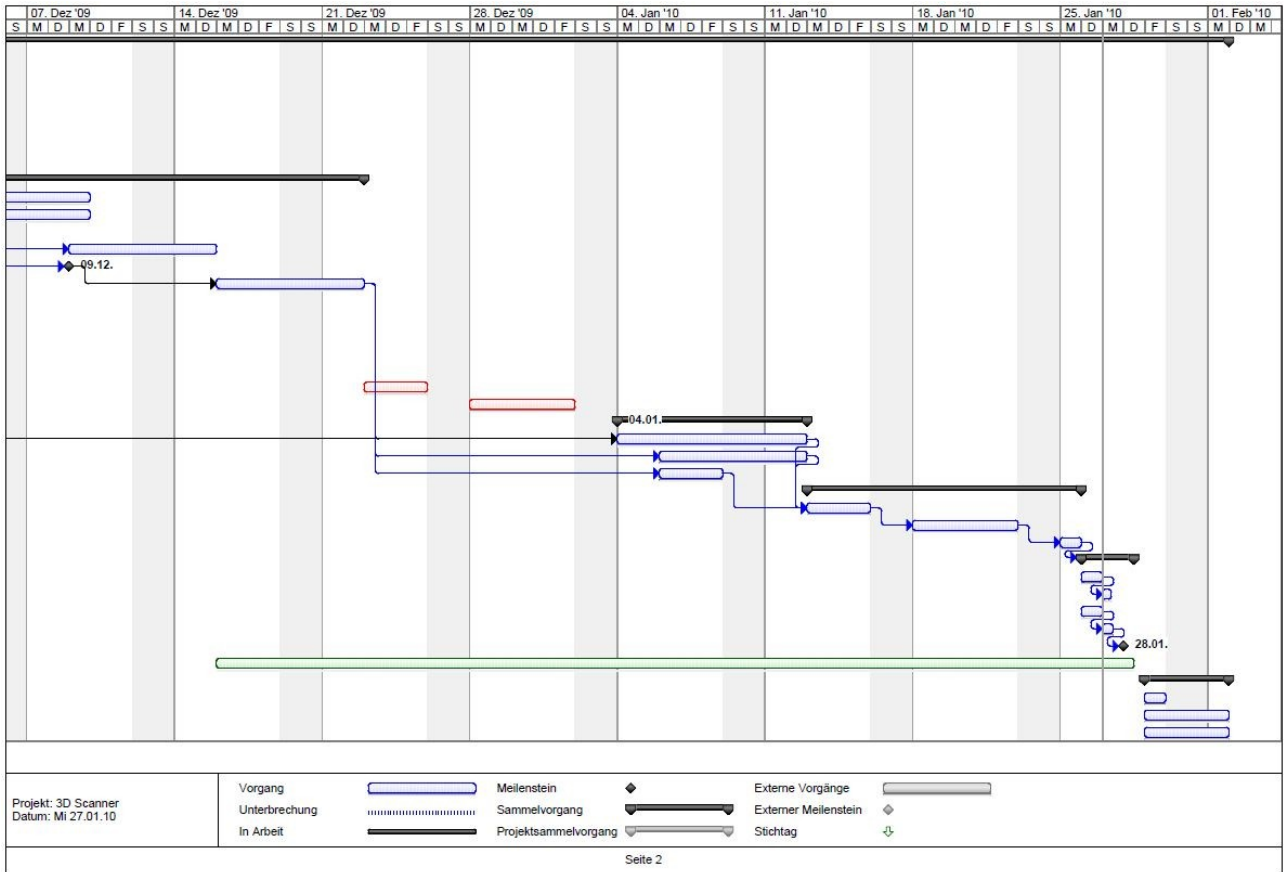 07. Dez '09 14. Dez '09 21. Dez '09 28. Dez '09 04. Jan '10 11. Jan '10 18. Jan '10 25. Jan '10 01. Feb '10
S M D M D F S S M D M D F S S M D M D F S S M D M D F S S M D M D F S S M D M D F S S M D M D F S S M D M D F S S M D M
09.12.
04.01.
28.01.
Projekt: 3D Scanner
Datum: Mi 27.01.10
Vorgang Meilenstein Externe Vorgänge
Unterbrechung Sammelvorgang Externer Meilenstein
In Arbeit Projektsammelvorgang Stichtag
Seite 2